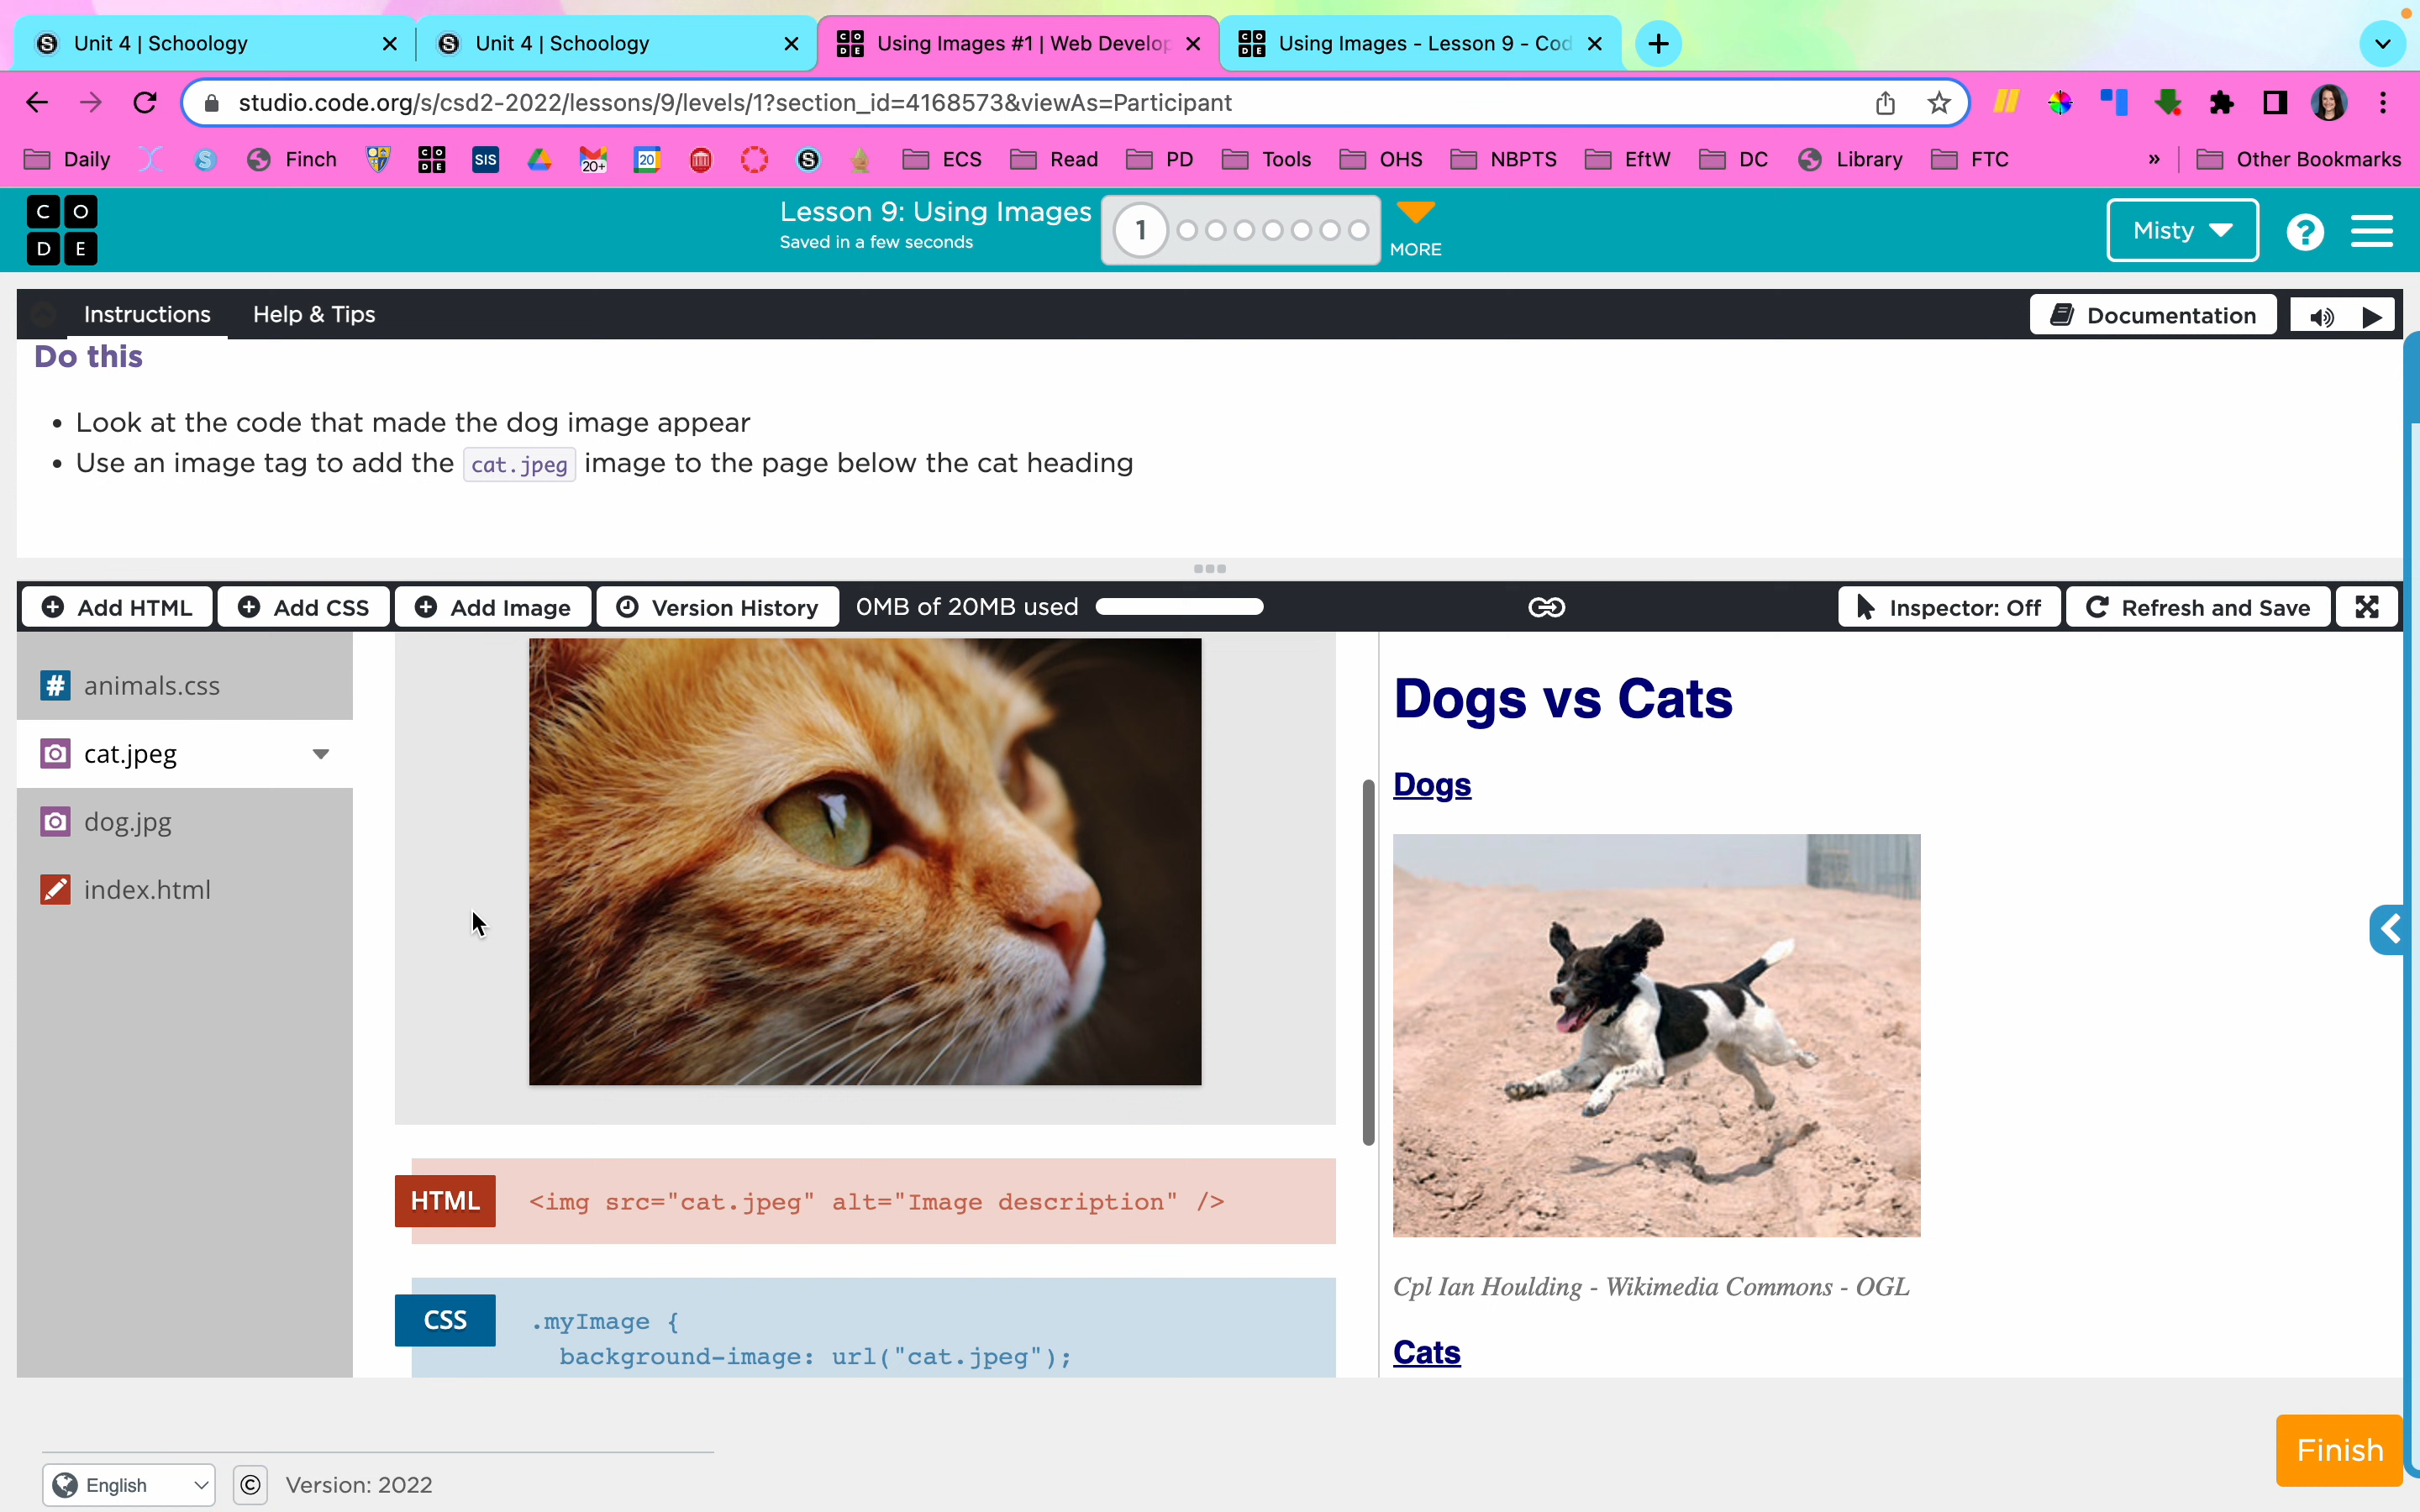 Unit 4 | Schoology
Unit 4 | Schoology
Using Images #1 | Web Develop
Using Images - Lesson 9 - Cod
studio.code.org/s/csd2-2022/lessons/9/levels/1?section_id=4168573&viewAs=Participant
Daily
Finch
SIS
20+
20
ECS
Read
PD
Tools
OHS
NBPTS
EftW
DC
Library
FTC
»
Other Bookmarks
C O
D E
Lesson 9: Using Images
Saved in a few seconds
1
MORE
Misty
?
Instructions
Help & Tips
Documentation
Do this
• Look at the code that made the dog image appear
• Use an image tag to add the cat.jpeg image to the page below the cat heading
Add HTML
Add CSS
Add Image
Version History
0MB of 20MB used
Inspector: Off
Refresh and Save
# animals.css
cat.jpeg
dog.jpg
index.html
HTML
<img src="cat.jpeg" alt="Image description" />
CSS
.myImage {
background-image: url("cat.jpeg");
Dogs vs Cats
Dogs
Cpl Ian Houlding - Wikimedia Commons - OGL
Cats
Finish
English
©
Version: 2022